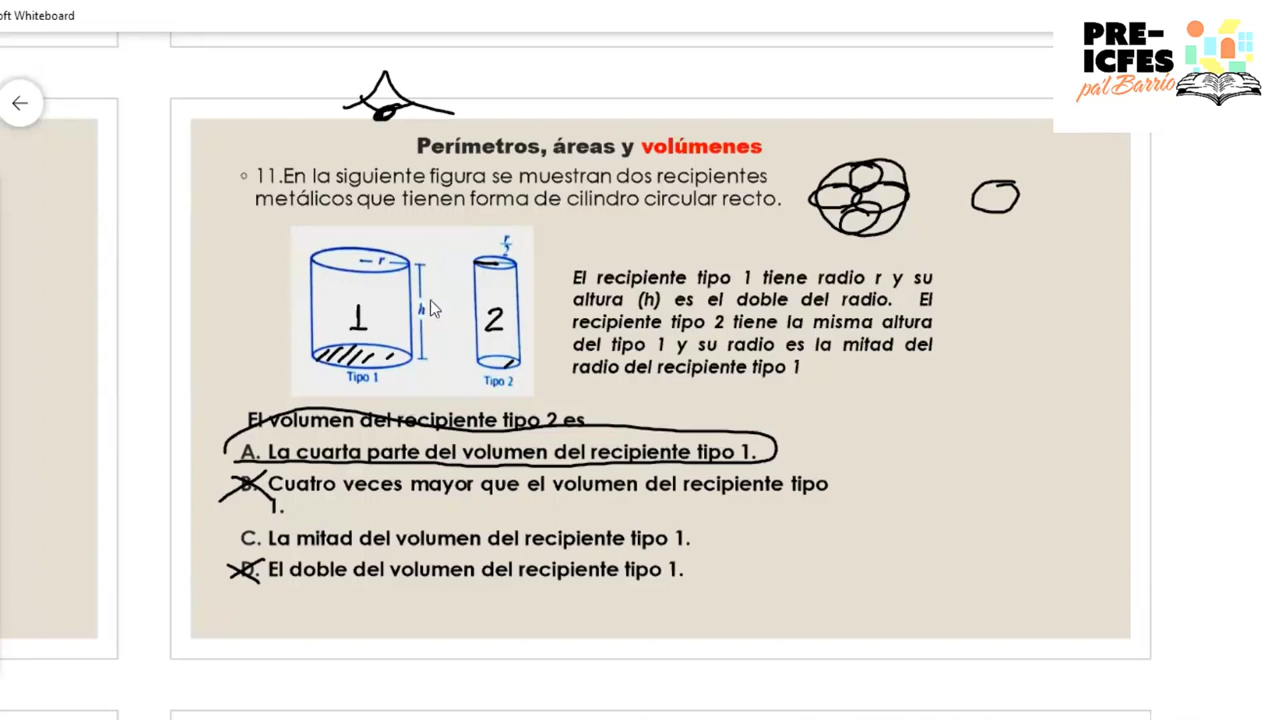 oft Whiteboard
PRE-
ICFES
pa'l Barrio
Perímetros, áreas y volúmenes
11.En la siguiente figura se muestran dos recipientes
metálicos que tienen forma de cilindro circular recto.
r
h
1
Tipo 1
r
2
2
Tipo 2
El recipiente tipo 1 tiene radio r y su
altura (h) es el doble del radio. El
recipiente tipo 2 tiene la misma altura
del tipo 1 y su radio es la mitad del
radio del recipiente tipo 1
El volumen del recipiente tipo 2 es
A. La cuarta parte del volumen del recipiente tipo 1.
B. Cuatro veces mayor que el volumen del recipiente tipo
1.
C. La mitad del volumen del recipiente tipo 1.
D. El doble del volumen del recipiente tipo 1.